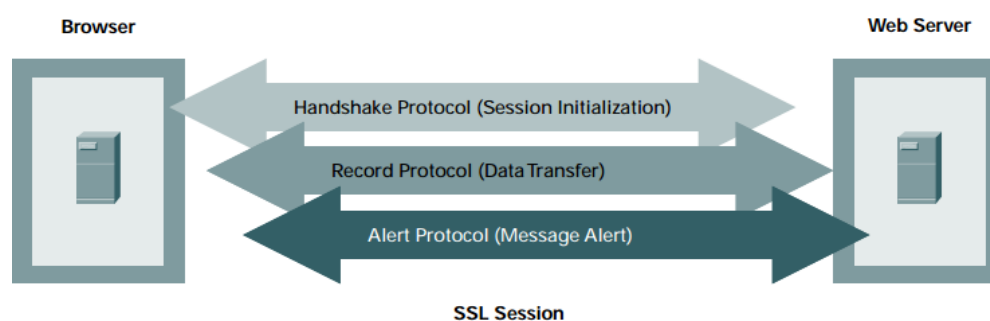 Browser
Web Server
Handshake Protocol (Session Initialization)
Record Protocol (Data Transfer)
Alert Protocol (Message Alert)
SSL Session